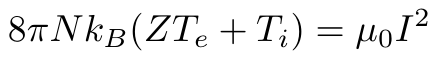 8πNk_B(ZT_e + T_i) = μ_0I^2